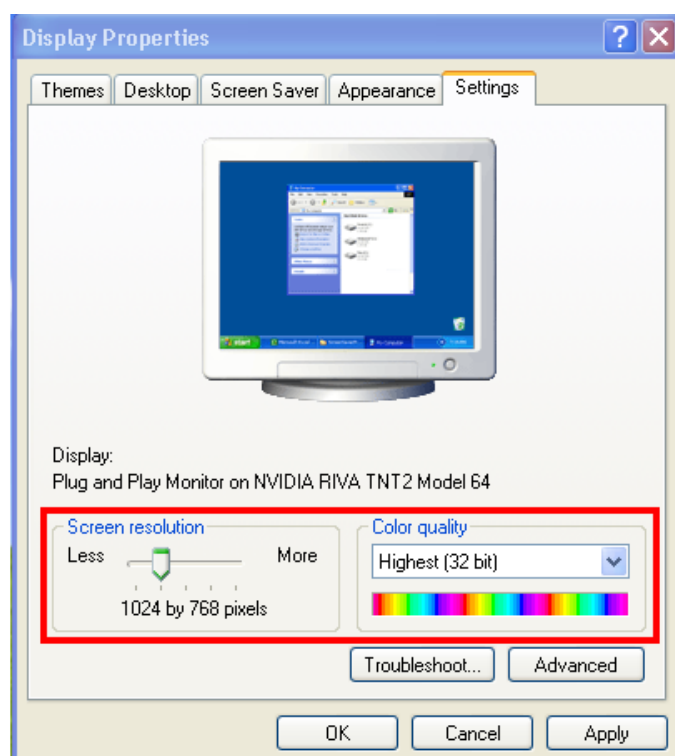 Display Properties
Themes Desktop Screen Saver Appearance Settings
start
Display:
Plug and Play Monitor on NVIDIA RIVA TNT2 Model 64
Screen resolution
Less More
1024 by 768 pixels
Color quality
Highest (32 bit)
Troubleshoot... Advanced
OK Cancel Apply